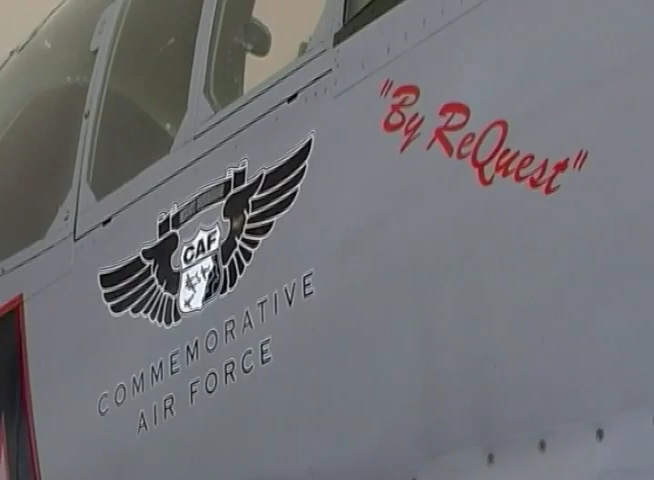 "By ReQuest"
CAF
COMMEMORATIVE
AIR FORCE